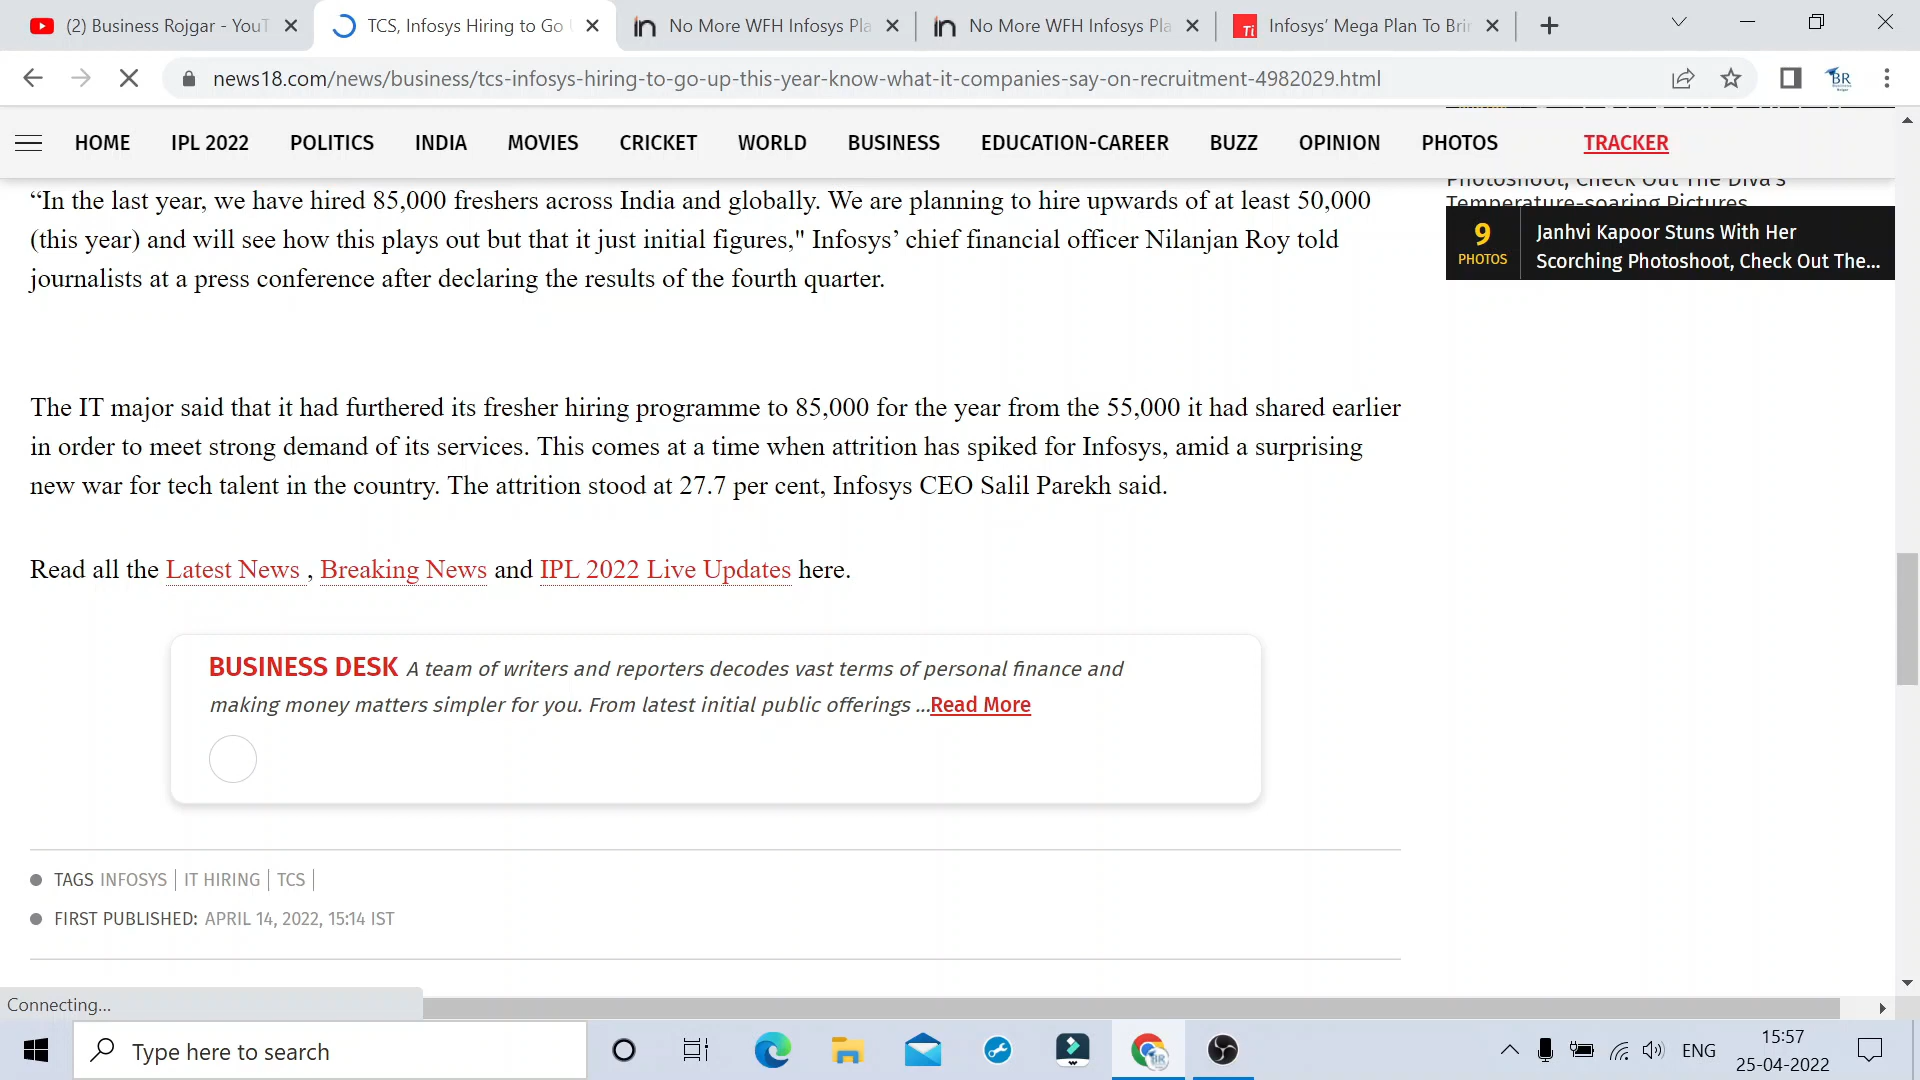 (2) Business Rojgar - YouT
TCS, Infosys Hiring to Go
No More WFH Infosys Pla
No More WFH Infosys Pla
Infosys’ Mega Plan To Brin
news18.com/news/business/tcs-infosys-hiring-to-go-up-this-year-know-what-it-companies-say-on-recruitment-4982029.html
BR
HOME IPL 2022 POLITICS INDIA MOVIES CRICKET WORLD BUSINESS EDUCATION-CAREER BUZZ OPINION PHOTOS TRACKER
Photoshoot, Check Out The Diva's
Temperature-soaring Pictures
9
PHOTOS
Janhvi Kapoor Stuns With Her
Scorching Photoshoot, Check Out The...
“In the last year, we have hired 85,000 freshers across India and globally. We are planning to hire upwards of at least 50,000
(this year) and will see how this plays out but that it just initial figures," Infosys’ chief financial officer Nilanjan Roy told
journalists at a press conference after declaring the results of the fourth quarter.
The IT major said that it had furthered its fresher hiring programme to 85,000 for the year from the 55,000 it had shared earlier
in order to meet strong demand of its services. This comes at a time when attrition has spiked for Infosys, amid a surprising
new war for tech talent in the country. The attrition stood at 27.7 per cent, Infosys CEO Salil Parekh said.
Read all the Latest News , Breaking News and IPL 2022 Live Updates here.
BUSINESS DESK A team of writers and reporters decodes vast terms of personal finance and
making money matters simpler for you. From latest initial public offerings ...Read More
TAGS INFOSYS | IT HIRING | TCS |
FIRST PUBLISHED: APRIL 14, 2022, 15:14 IST
Connecting...
Type here to search
ENG
15:57
25-04-2022